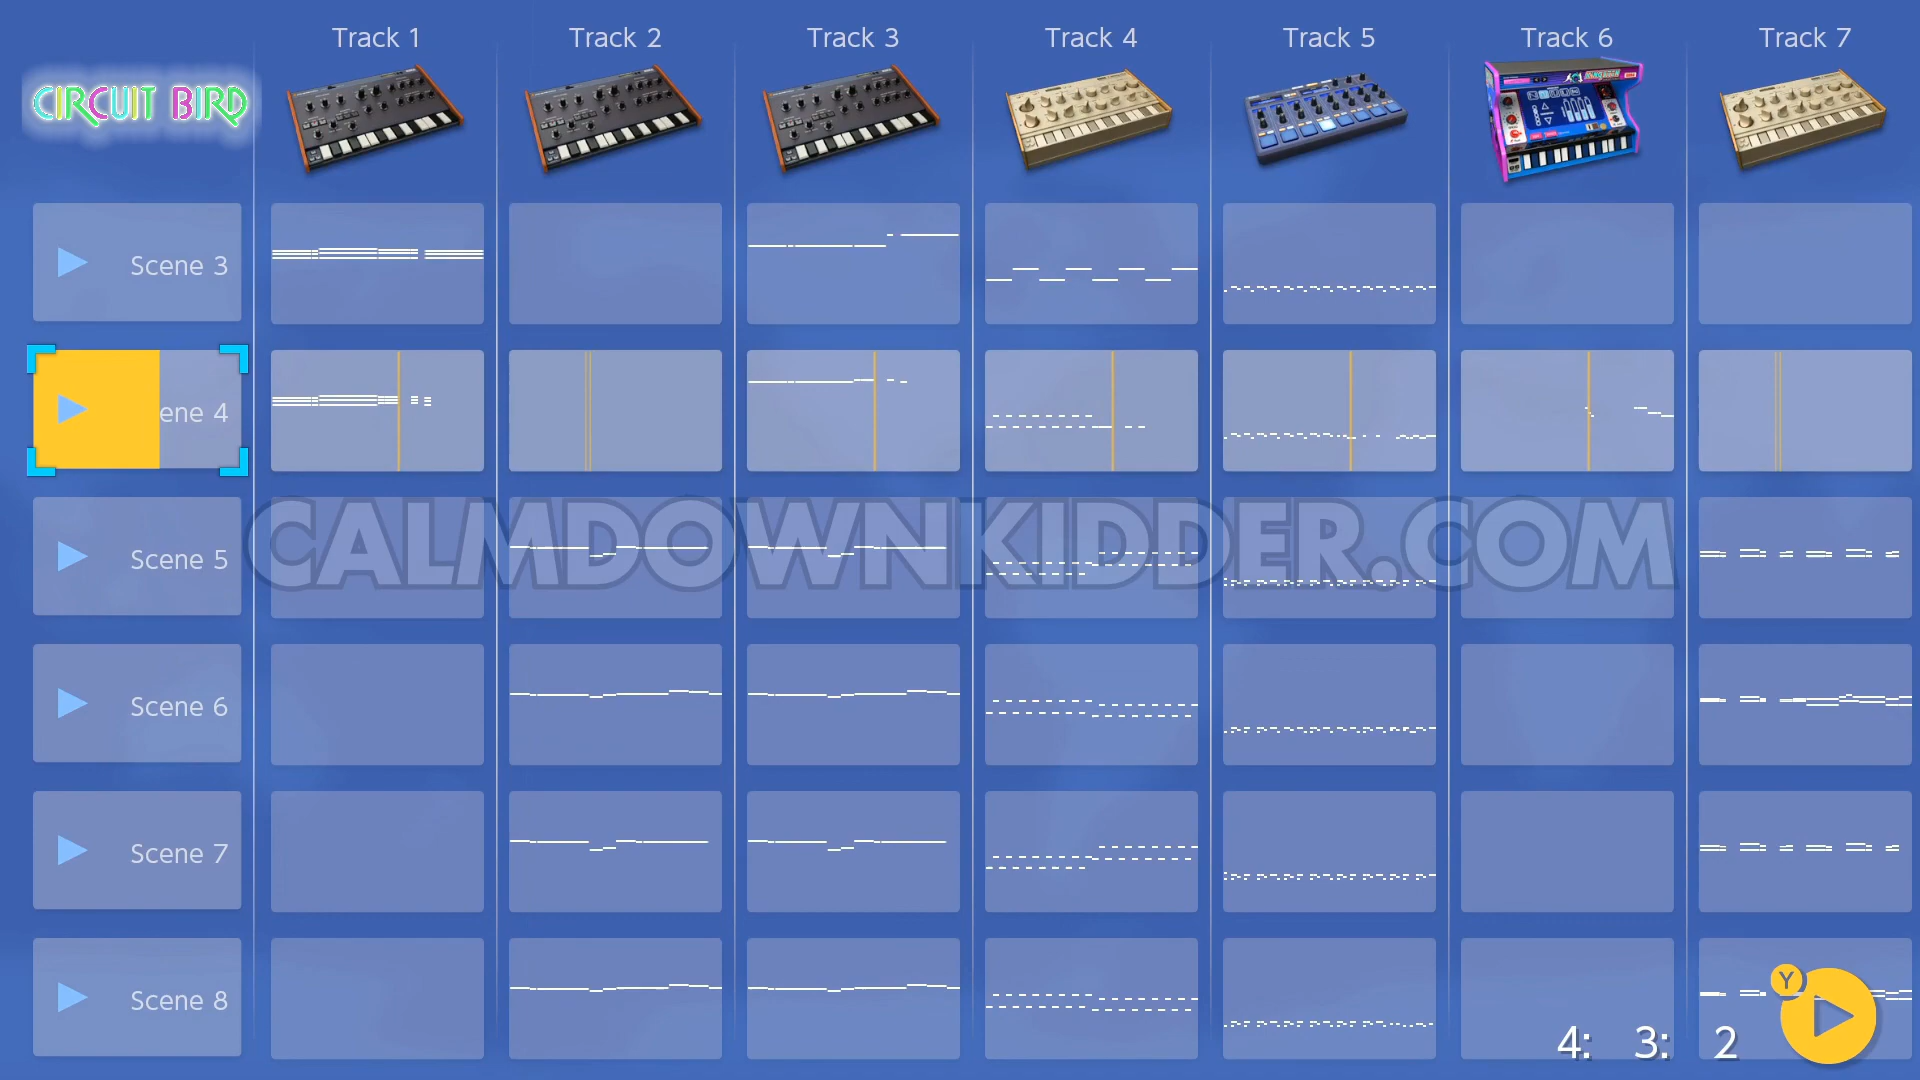 Track 1
Track 2
Track 3
Track 4
Track 5
Track 6
Track 7
CIRCUIT BIRD
Scene 3
ene 4
CALMDOWNKIDDER.COM
Scene 5
Scene 6
Scene 7
Scene 8
Y
4: 3: 2